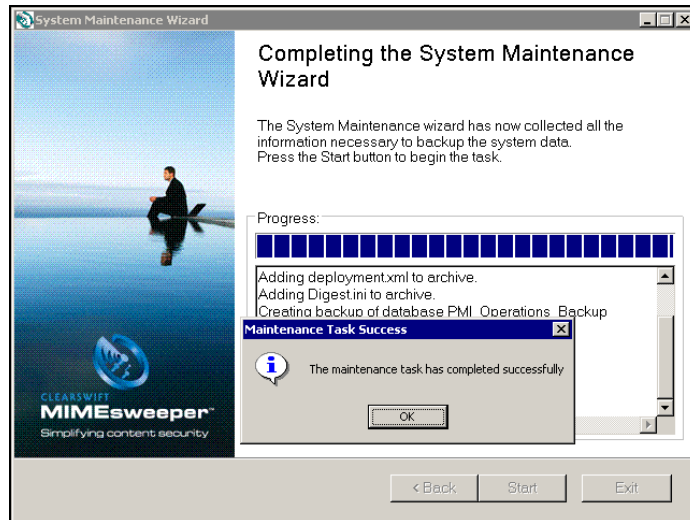 System Maintenance Wizard
Completing the System Maintenance
Wizard
The System Maintenance wizard has now collected all the
information necessary to backup the system data.
Press the Start button to begin the task.
Progress:
Adding deployment.xml to archive.
Adding Digest.ini to archive.
Creating backup of database PMI_Operations_Backup
Maintenance Task Success
The maintenance task has completed successfully
OK
CLEARSWIFT
MIMEsweeper™
Simplifying content security
< Back
Start
Exit